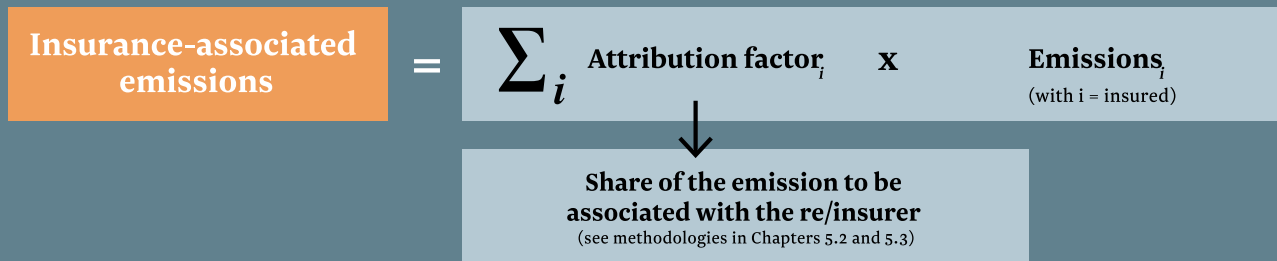 Insurance-associated
emissions
=
∑i Attribution factori x Emissionsi
(with i = insured)
Share of the emission to be
associated with the re/insurer
(see methodologies in Chapters 5.2 and 5.3)